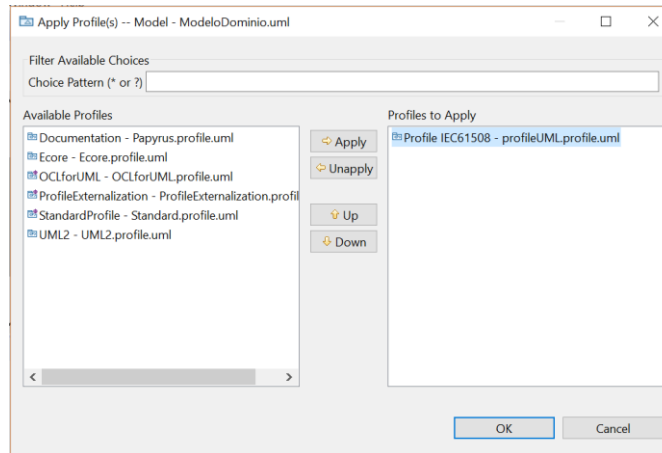 Apply Profile(s) -- Model - ModeloDominio.uml
Filter Available Choices
Choice Pattern (* or ?)
Available Profiles
Documentation - Papyrus.profile.uml
Ecore - Ecore.profile.uml
OCLforUML - OCLforUML.profile.uml
ProfileExternalization - ProfileExternalization.profil
StandardProfile - Standard.profile.uml
UML2 - UML2.profile.uml
Apply
Unapply
Up
Down
Profiles to Apply
Profile IEC61508 - profileUML.profile.uml
OK
Cancel